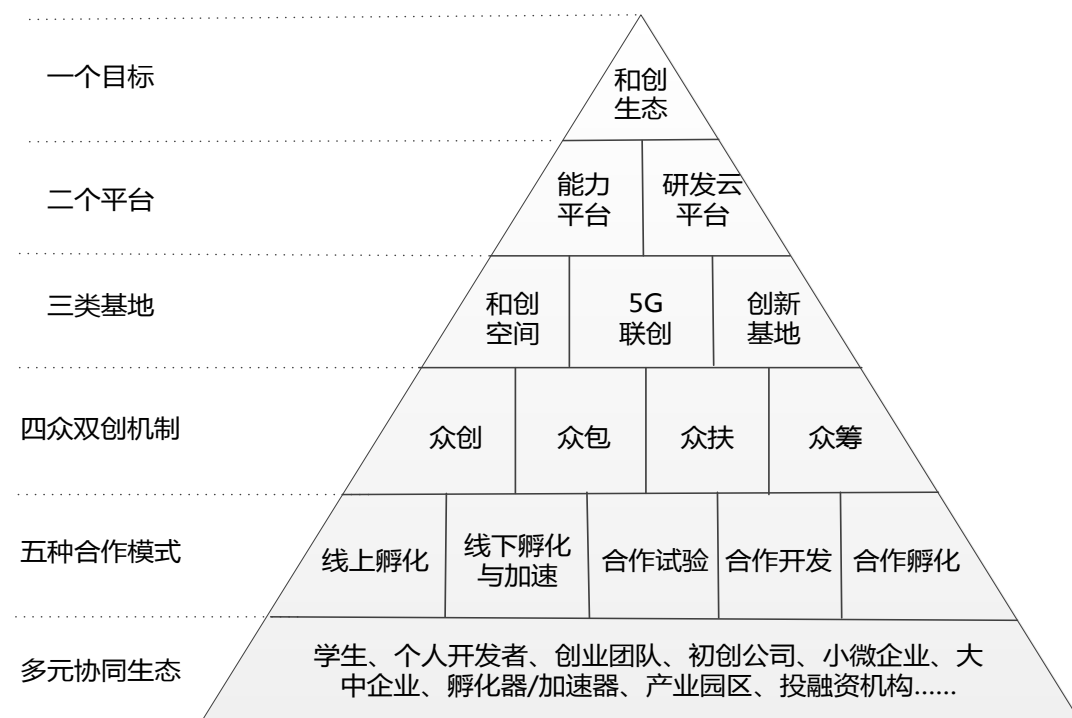 一个目标
和创
生态
二个平台
能力
平台
研发云
平台
三类基地
和创
空间
5G
联创
创新
基地
四众双创机制
众创
众包
众扶
众筹
五种合作模式
线上孵化
线下孵化
与加速
合作试验
合作开发
合作孵化
多元协同生态
学生、个人开发者、创业团队、初创公司、小微企业、大
中企业、孵化器/加速器、产业园区、投融资机构......